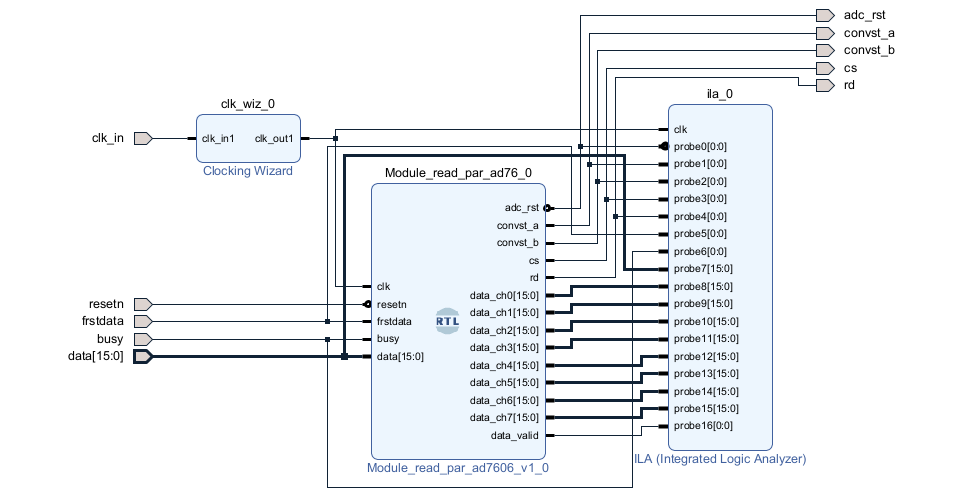 adc_rst
convst_a
convst_b
cs
rd
clk_wiz_0
clk_in
clk_in1
clk_out1
Clocking Wizard
Module_read_par_ad76_0
adc_rst
convst_a
convst_b
cs
rd
clk
data_ch0[15:0]
resetn
resetn
data_ch1[15:0]
frstdata
frstdata
RTL
data_ch2[15:0]
busy
busy
data_ch3[15:0]
data[15:0]
data[15:0]
data_ch4[15:0]
data_ch5[15:0]
data_ch6[15:0]
data_ch7[15:0]
data_valid
Module_read_par_ad7606_v1_0
ila_0
clk
probe0[0:0]
probe1[0:0]
probe2[0:0]
probe3[0:0]
probe4[0:0]
probe5[0:0]
probe6[0:0]
probe7[15:0]
probe8[15:0]
probe9[15:0]
probe10[15:0]
probe11[15:0]
probe12[15:0]
probe13[15:0]
probe14[15:0]
probe15[15:0]
probe16[0:0]
ILA (Integrated Logic Analyzer)